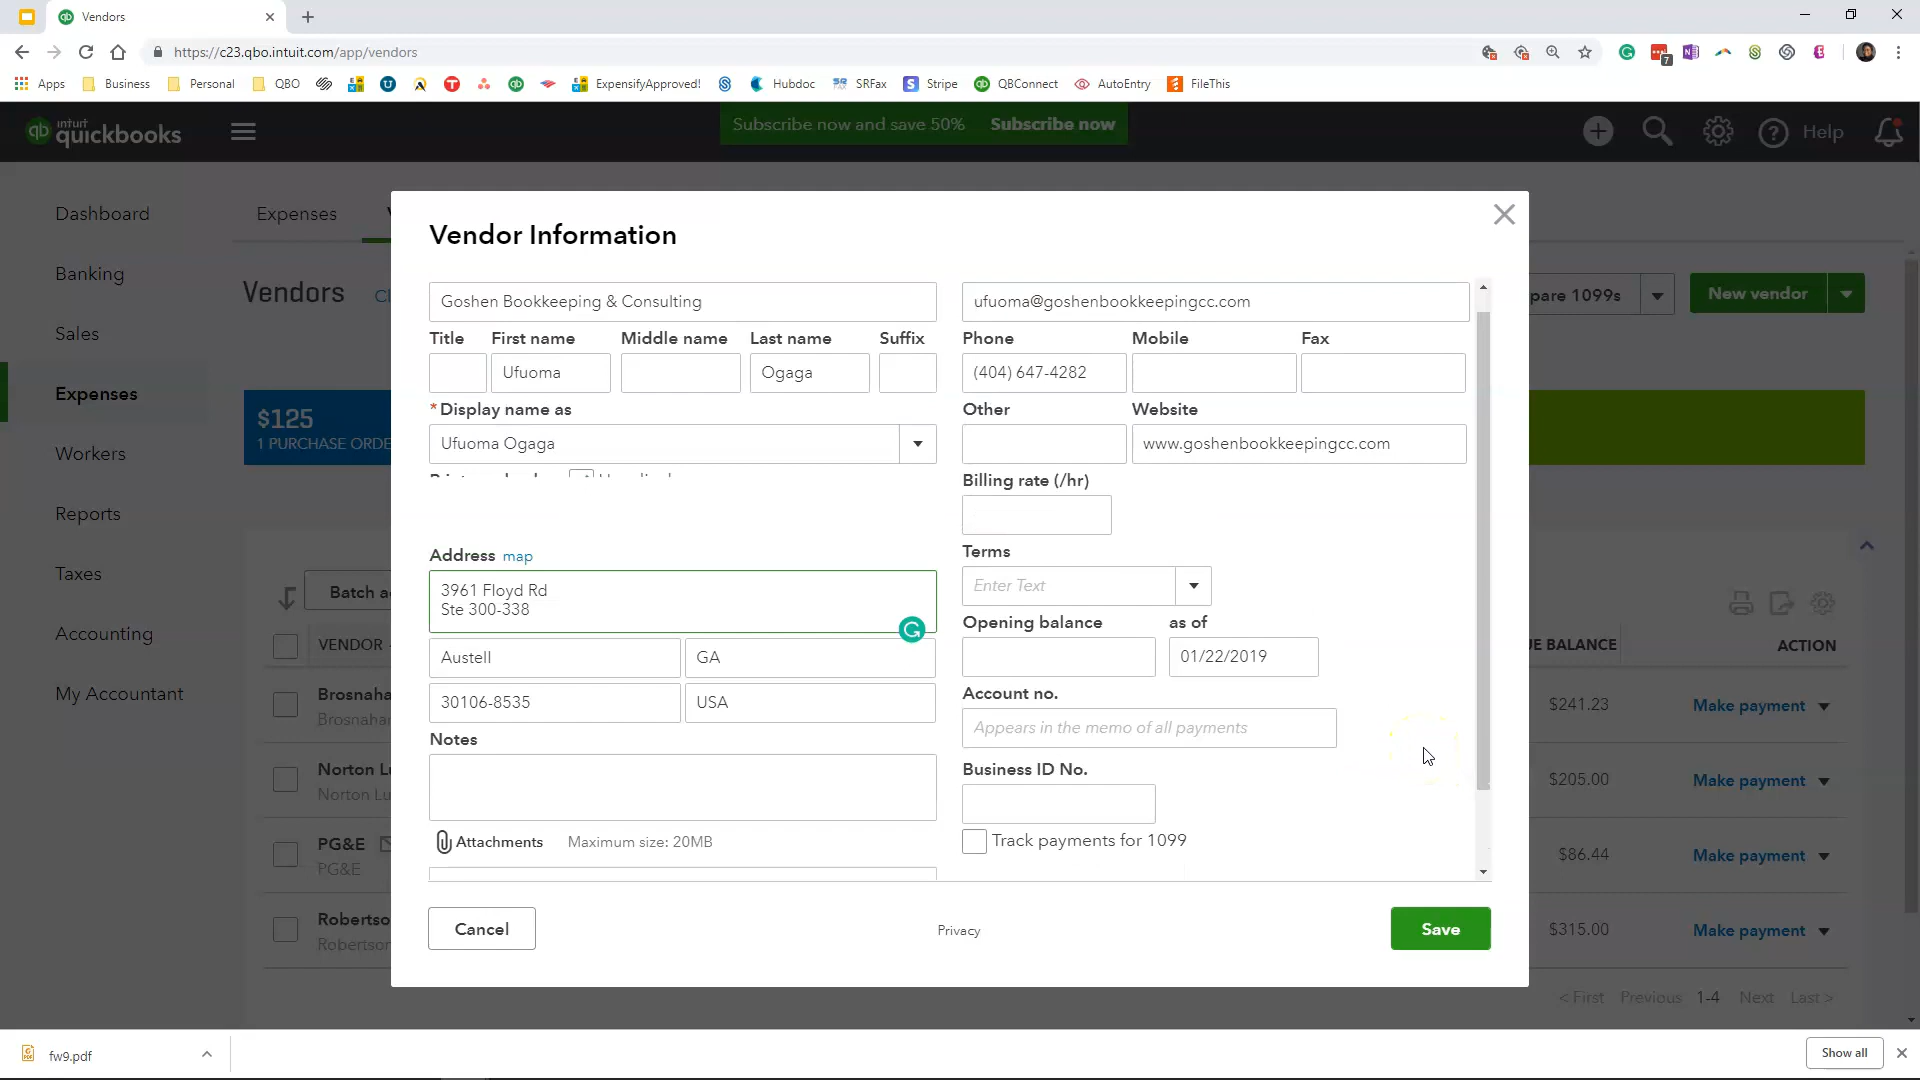 Vendors
https://c23.qbo.intuit.com/app/vendors
7
Apps Business Personal QBO ExpensifyApproved! Hubdoc SRFax Stripe QBConnect AutoEntry FileThis
intuit quickbooks
Subscribe now and save 50% Subscribe now
Help
Dashboard
Banking
Sales
Expenses
Workers
Reports
Taxes
Accounting
My Accountant
Expenses
Vendors
pare 1099s
New vendor
$125
1 PURCHASE ORDE
Batch a
VENDOR
E BALANCE
ACTION
Brosnaha
Brosnahan
$241.23 Make payment
Norton Lu
Norton Lu
$205.00 Make payment
PG&E
PG&E
$86.44 Make payment
Robertso
Robertson
$315.00 Make payment
< First Previous 1-4 Next Last >
Vendor Information
Goshen Bookkeeping & Consulting
Title First name Middle name Last name Suffix
Ufuoma Ogaga
*Display name as
Ufuoma Ogaga
Address map
3961 Floyd Rd
Ste 300-338
Austell GA
30106-8535 USA
Notes
Attachments Maximum size: 20MB
ufuoma@goshenbookkeepingcc.com
Phone Mobile Fax
(404) 647-4282
Other Website
www.goshenbookkeepingcc.com
Billing rate (/hr)
Terms
Enter Text
Opening balance as of
01/22/2019
Account no.
Appears in the memo of all payments
Business ID No.
Track payments for 1099
Cancel
Privacy
Save
fw9.pdf
Show all